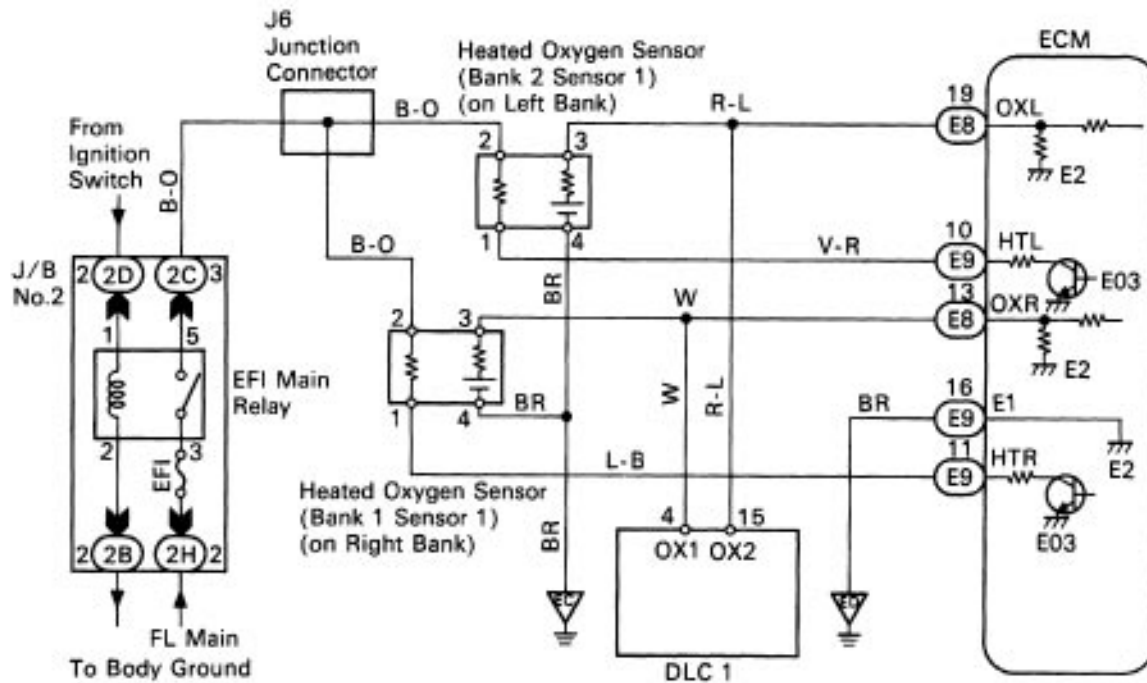 J6
Junction
Connector
Heated Oxygen Sensor
(Bank 2 Sensor 1)
(on Left Bank)
ECM
From
Ignition
Switch
B-O
B-O
R-L
19
E8
OXL
E2
2
3
1
4
10
E9
HTL
V-R
E03
B-O
BR
J/B
No.2
2
2D
2C
3
1
5
EFI Main
Relay
2
3
EFI
2
2B
2H
2
FL Main
To Body Ground
2
3
1
4
BR
W
13
E8
OXR
E2
W
R-L
BR
16
E9
E1
E2
L-B
11
E9
HTR
E03
Heated Oxygen Sensor
(Bank 1 Sensor 1)
(on Right Bank)
BR
EC
4
15
OX1
OX2
DLC 1